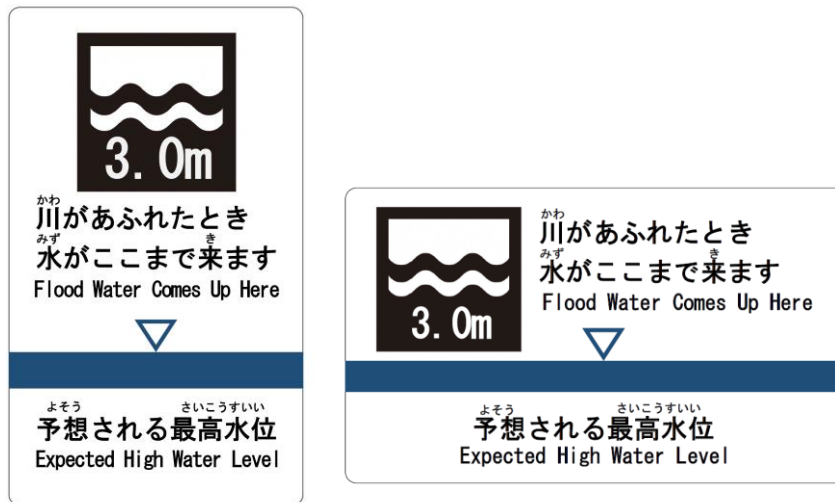 3.0m
かわ
川があふれたとき
みず き
水がここまで来ます
Flood Water Comes Up Here
よそう さいこうすいい
予想される最高水位
Expected High Water Level
3.0m
かわ
川があふれたとき
みず き
水がここまで来ます
Flood Water Comes Up Here
よそう さいこうすいい
予想される最高水位
Expected High Water Level